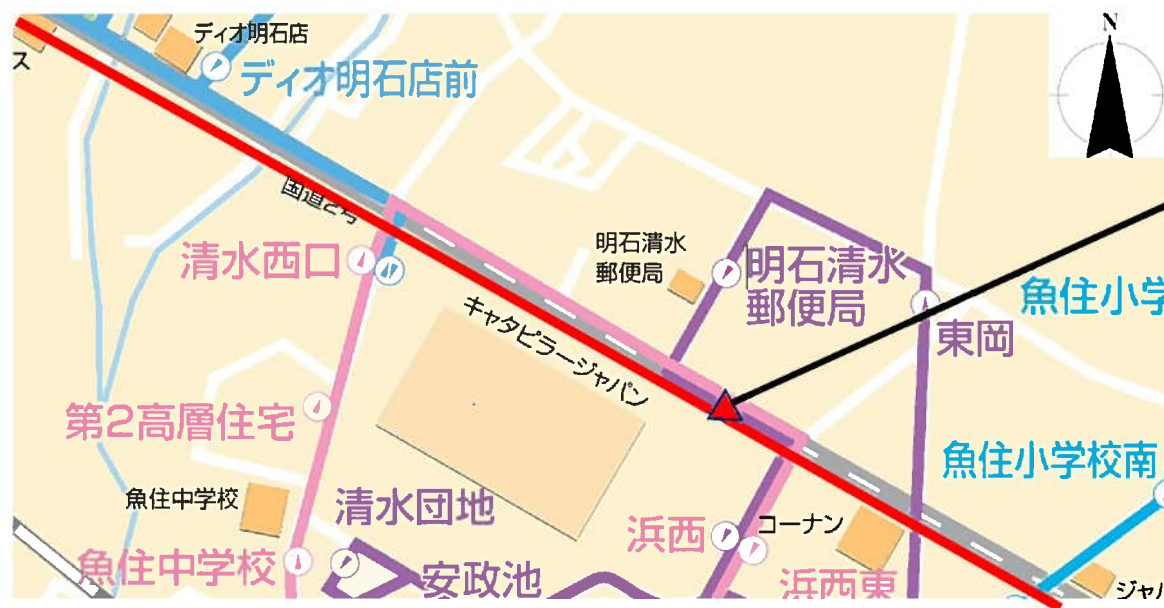 N
ディオ明石店
ス
ディオ明石店前
国道2号
明石清水
郵便局
清水西口
明石清水
郵便局
魚住小学
キャタピラージャパン
東岡
第2高層住宅
魚住小学校南
魚住中学校
清水団地
浜西
コーナン
魚住中学校
安政池
浜西東
ジャパ